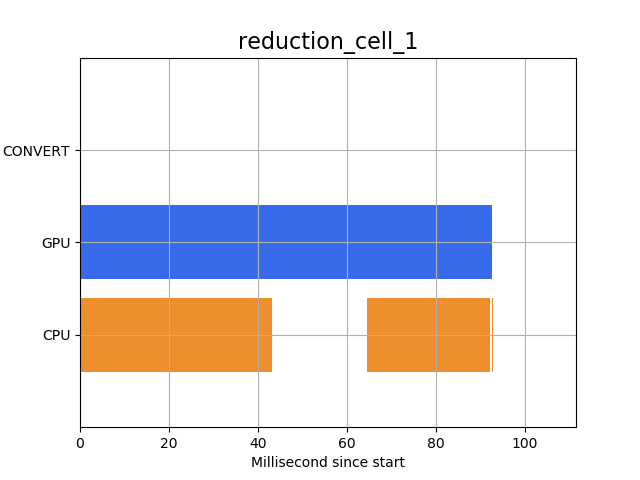 reduction_cell_1
CONVERT
GPU
CPU
0 20 40 60 80 100
Millisecond since start